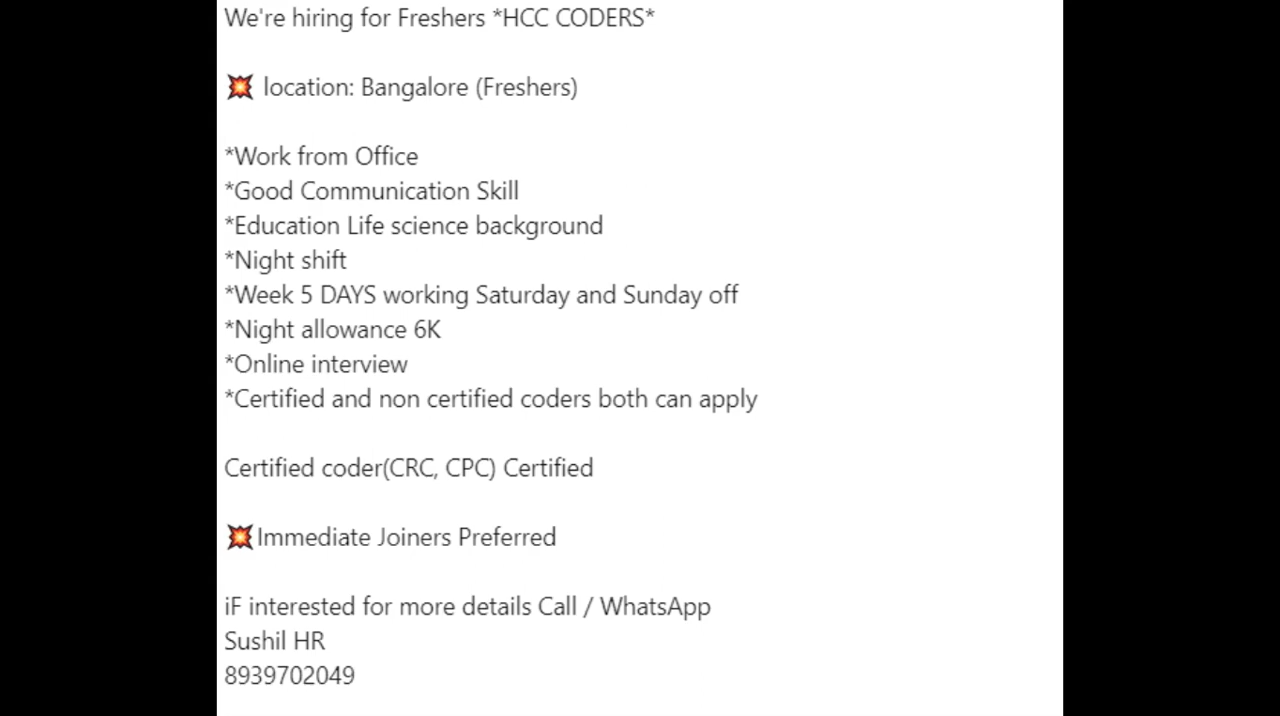 We're hiring for Freshers *HCC CODERS*
💥 location: Bangalore (Freshers)
*Work from Office
*Good Communication Skill
*Education Life science background
*Night shift
*Week 5 DAYS working Saturday and Sunday off
*Night allowance 6K
*Online interview
*Certified and non certified coders both can apply
Certified coder(CRC, CPC) Certified
💥Immediate Joiners Preferred
iF interested for more details Call / WhatsApp
Sushil HR
8939702049